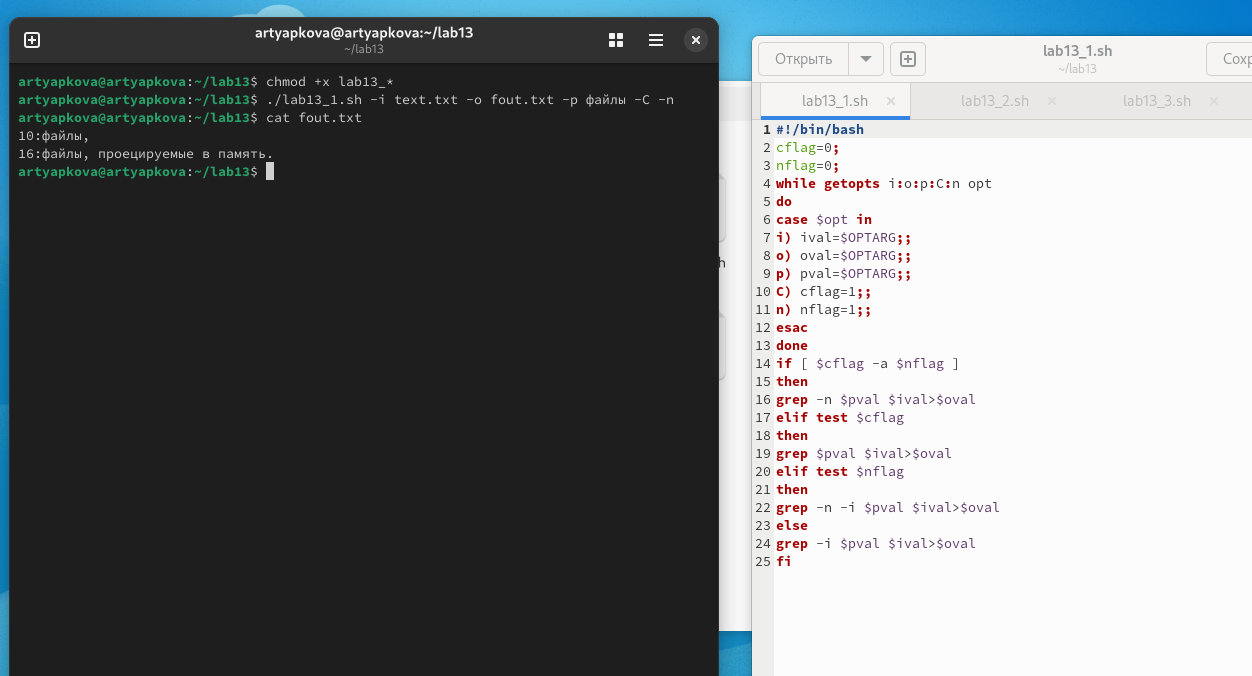 artyapkova@artyapkova:~/lab13
~/lab13
artyapkova@artyapkova:~/lab13$ chmod +x lab13_*
artyapkova@artyapkova:~/lab13$ ./lab13_1.sh -i text.txt -o fout.txt -p файлы -C -n
artyapkova@artyapkova:~/lab13$ cat fout.txt
10:файлы,
16:файлы, проецируемые в память.
artyapkova@artyapkova:~/lab13$
h
Открыть
lab13_1.sh
~/lab13
Сохр
lab13_1.sh
lab13_2.sh
lab13_3.sh
1 #!/bin/bash
2 cflag=0;
3 nflag=0;
4 while getopts i:o:p:C:n opt
5 do
6 case $opt in
7 i) ival=$OPTARG;;
8 o) oval=$OPTARG;;
9 p) pval=$OPTARG;;
10 C) cflag=1;;
11 n) nflag=1;;
12 esac
13 done
14 if [ $cflag -a $nflag ]
15 then
16 grep -n $pval $ival>$oval
17 elif test $cflag
18 then
19 grep $pval $ival>$oval
20 elif test $nflag
21 then
22 grep -n -i $pval $ival>$oval
23 else
24 grep -i $pval $ival>$oval
25 fi